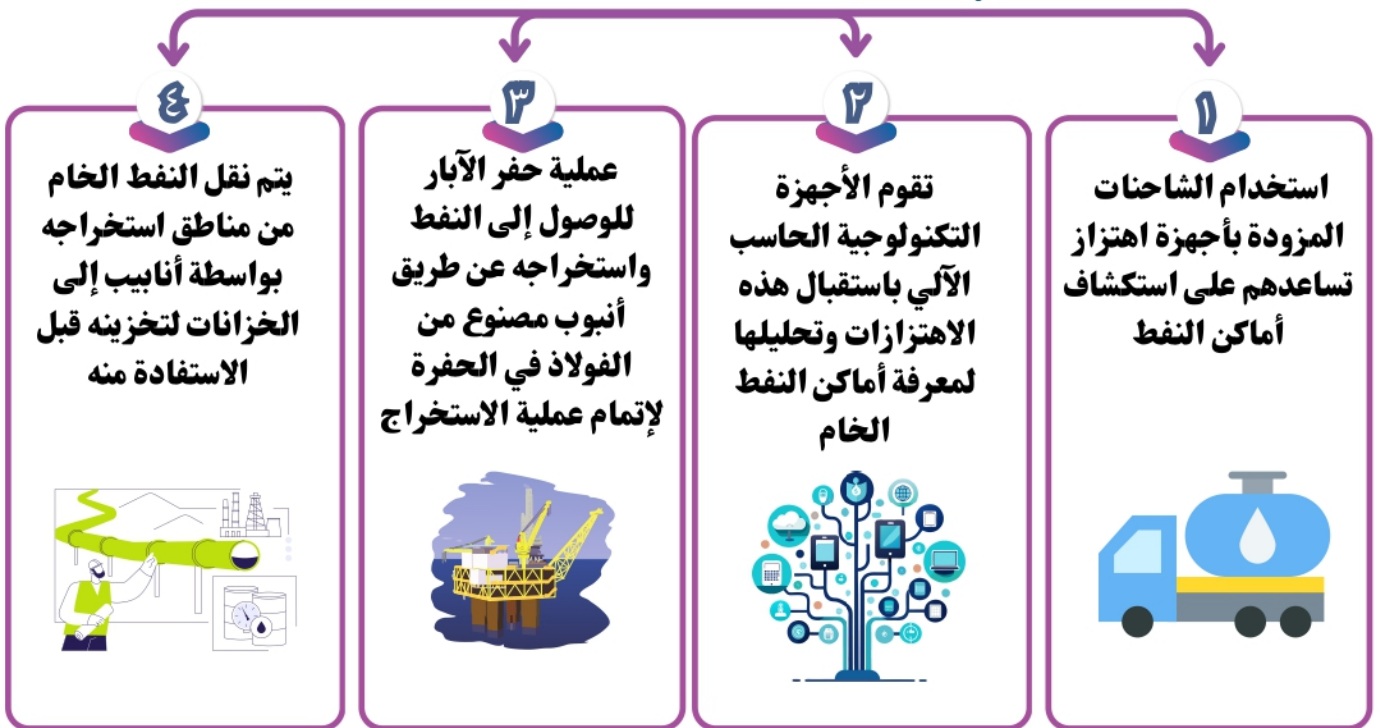 ١
استخدام الشاحنات
المزودة بأجهزة اهتزاز
تساعدهم على استكشاف
أماكن النفط
٢
تقوم الأجهزة
التكنولوجية الحاسب
الآلي باستقبال هذه
الاهتزازات وتحليلها
لمعرفة أماكن النفط
الخام
٣
عملية حفر الآبار
للوصول إلى النفط
واستخراجه عن طريق
أنبوب مصنوع من
الفولاذ في الحفرة
لإتمام عملية الاستخراج
٤
يتم نقل النفط الخام
من مناطق استخراجه
بواسطة أنابيب إلى
الخزانات لتخزينه قبل
الاستفادة منه